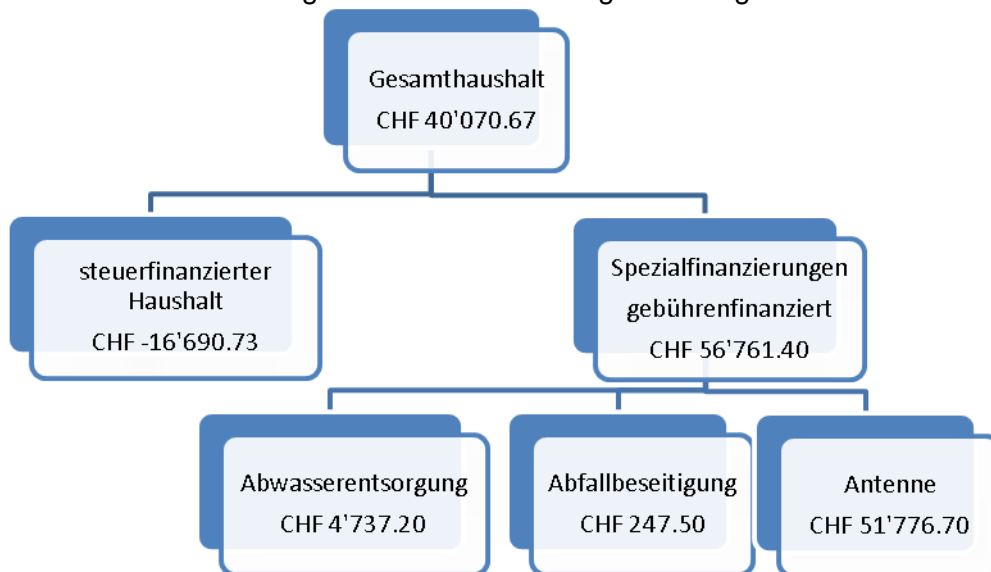 Gesamthaushalt
CHF 40'070.67
steuerfinanzierter
Haushalt
CHF -16'690.73
Spezialfinanzierungen
gebührenfinanziert
CHF 56'761.40
Abwasserentsorgung
CHF 4'737.20
Abfallbeseitigung
CHF 247.50
Antenne
CHF 51'776.70